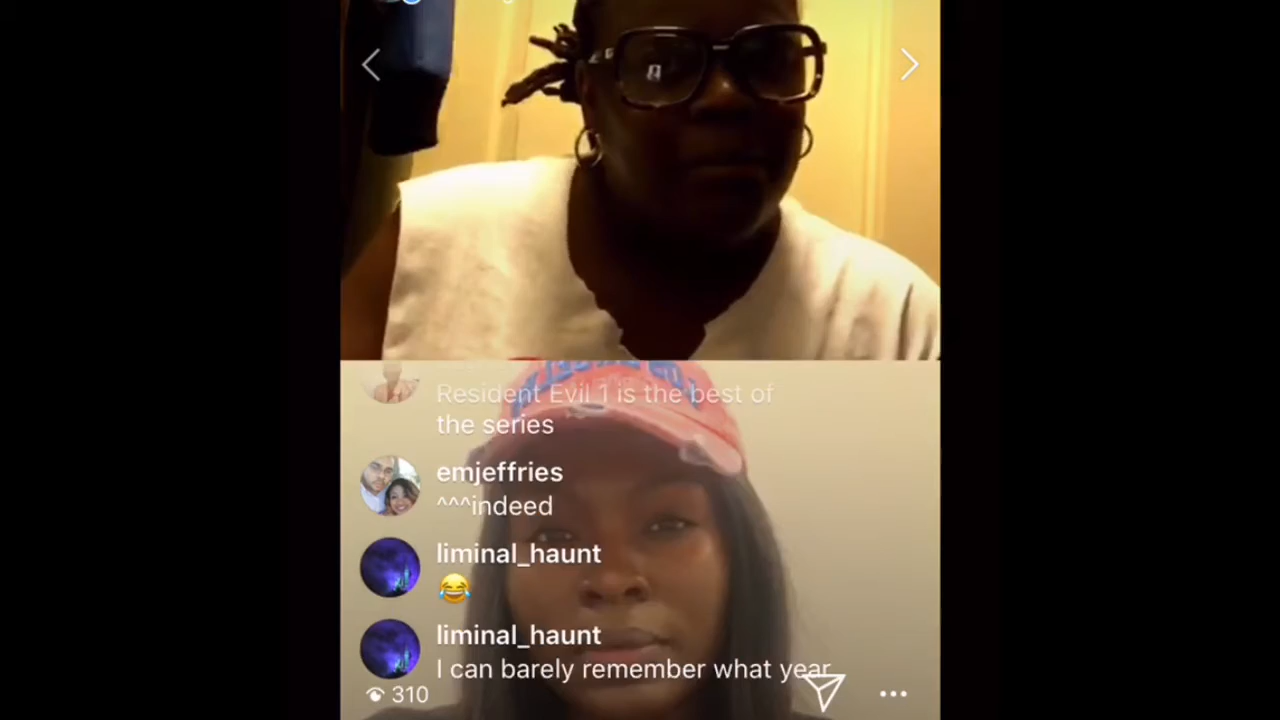 Resident Evil 1 is the best of
the series
emjeffries
^^^indeed
liminal_haunt
😂
liminal_haunt
I can barely remember what year
310